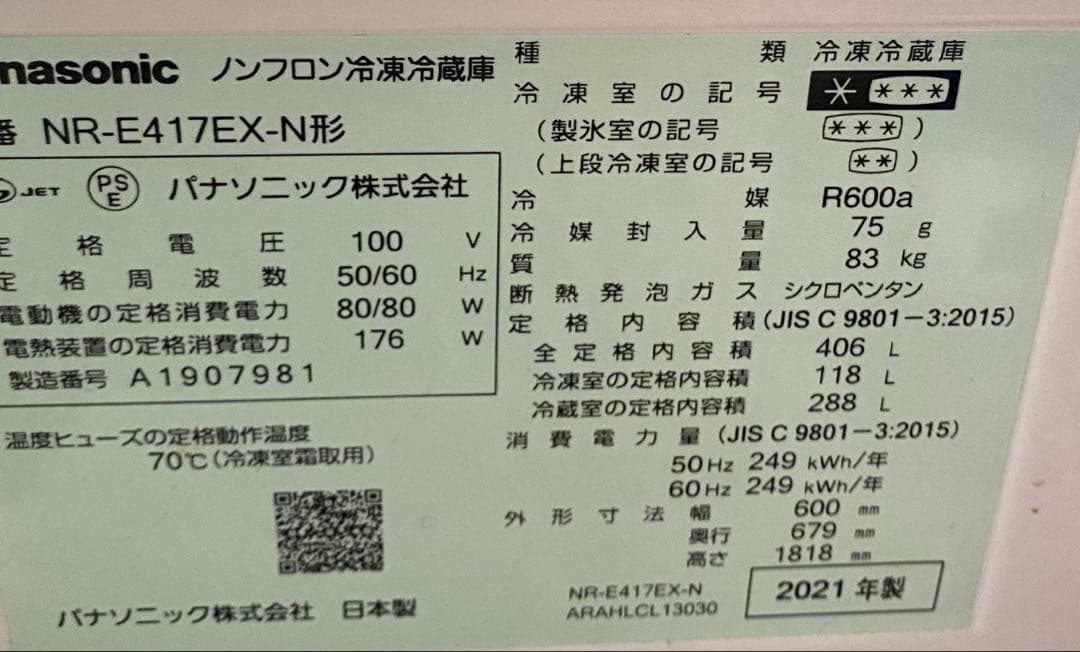 nasonic ノンフロン冷凍冷蔵庫
番 NR-E417EX-N形
JET PSE パナソニック株式会社
定格電圧 100 V
定格周波数 50/60 Hz
電動機の定格消費電力 80/80 W
電熱装置の定格消費電力 176 W
製造番号 A1907981
温度ヒューズの定格動作温度
70℃(冷凍室霜取用)
パナソニック株式会社 日本製
種類 冷凍冷蔵庫
冷凍室の記号 * ***
(製氷室の記号 *** )
(上段冷凍室の記号 ** )
冷媒 R600a
冷媒封入量 75 g
質量 83 kg
断熱発泡ガス シクロペンタン
定格内容積(JIS C 9801-3:2015)
全定格内容積 406 L
冷凍室の定格内容積 118 L
冷蔵室の定格内容積 288 L
消費電力量(JIS C 9801-3:2015)
50Hz 249 kWh/年
60Hz 249 kWh/年
外形寸法 幅 600 mm
奥行 679 mm
高さ 1818 mm
NR-E417EX-N
ARAHLCL13030
2021年製